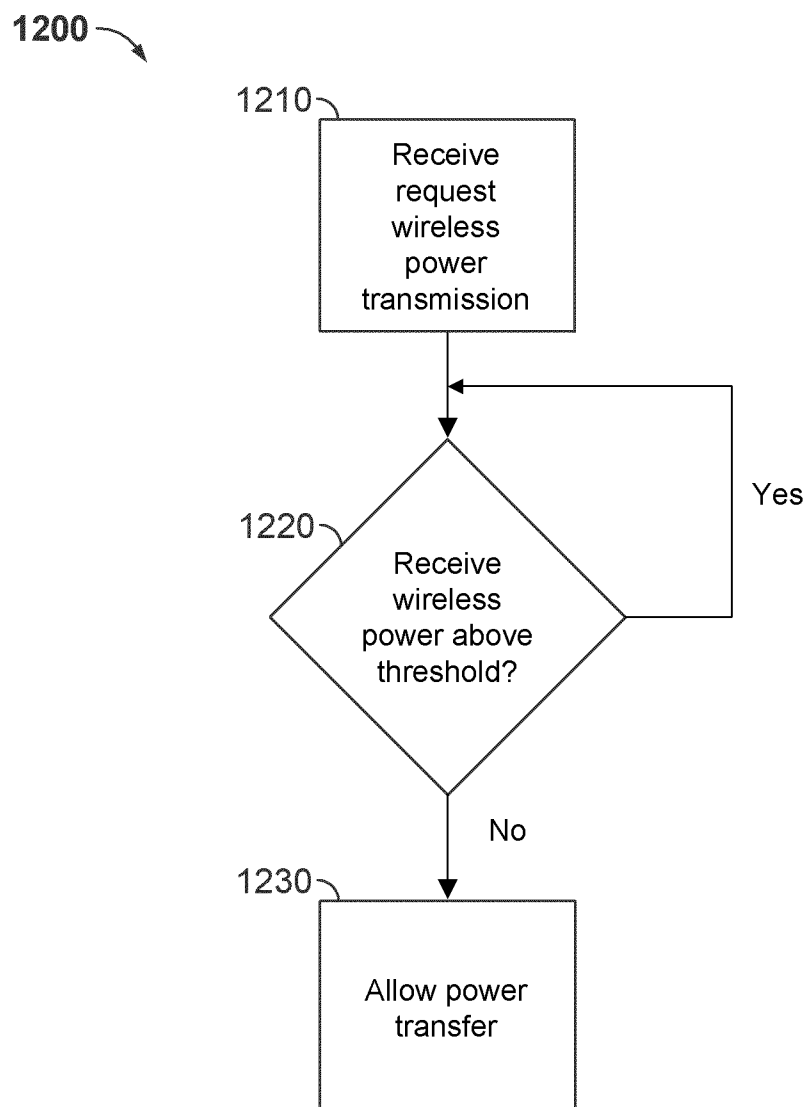 1200
1210
Receive
request
wireless
power
transmission
Yes
1220
Receive
wireless
power above
threshold?
No
1230
Allow power
transfer